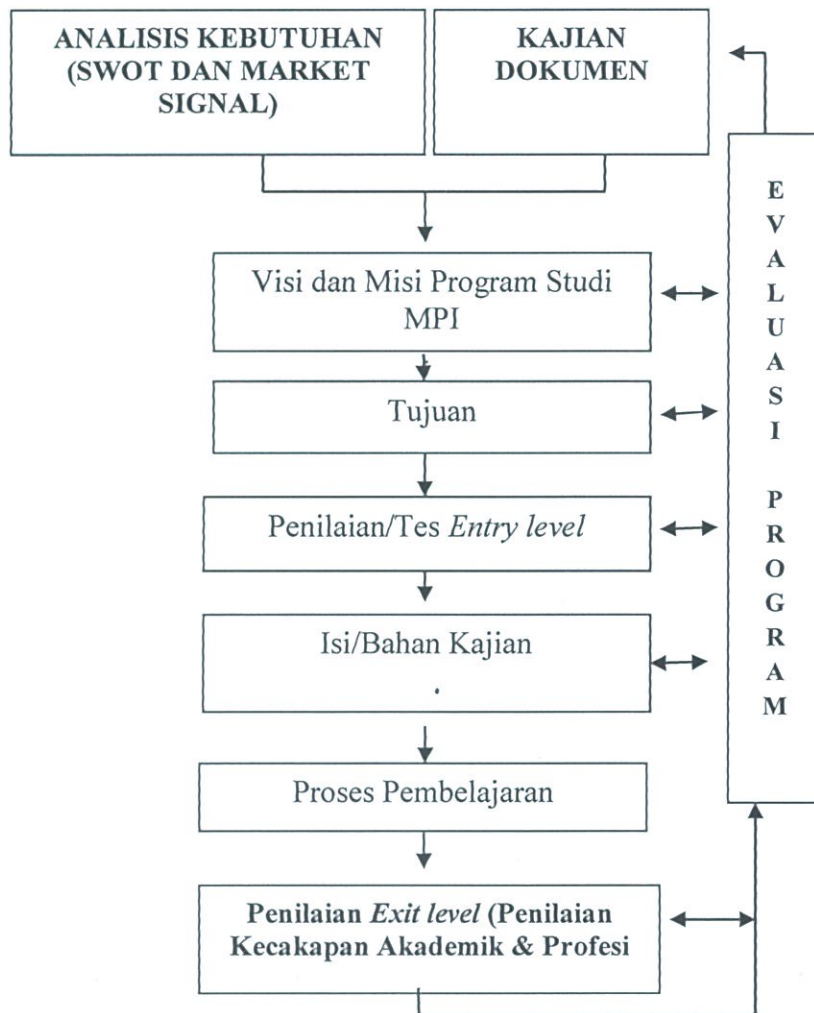 ANALISIS KEBUTUHAN
(SWOT DAN MARKET
SIGNAL)
KAJIAN
DOKUMEN
Visi dan Misi Program Studi
MPI
Tujuan
Penilaian/Tes Entry level
Isi/Bahan Kajian
Proses Pembelajaran
Penilaian Exit level (Penilaian
Kecakapan Akademik & Profesi
E
V
A
L
U
A
S
I
P
R
O
G
R
A
M